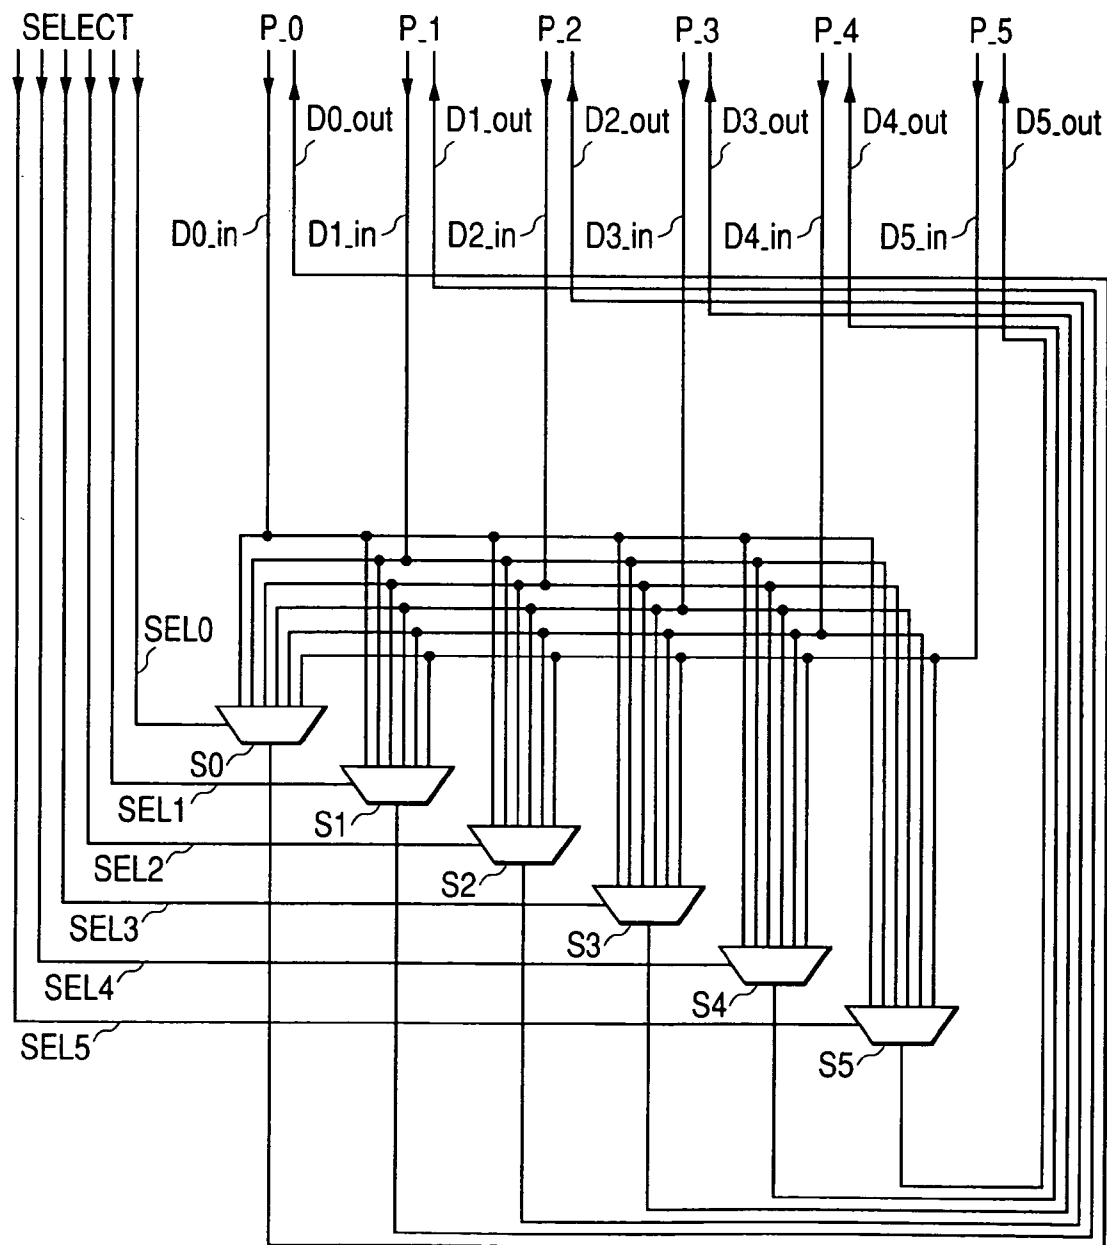 SELECT P_0 P_1 P_2 P_3 P_4 P_5
D0_out D1_out D2_out D3_out D4_out D5_out
D0_in D1_in D2_in D3_in D4_in D5_in
SEL0
S0
SEL1
S1
SEL2
S2
SEL3
S3
SEL4
S4
SEL5
S5